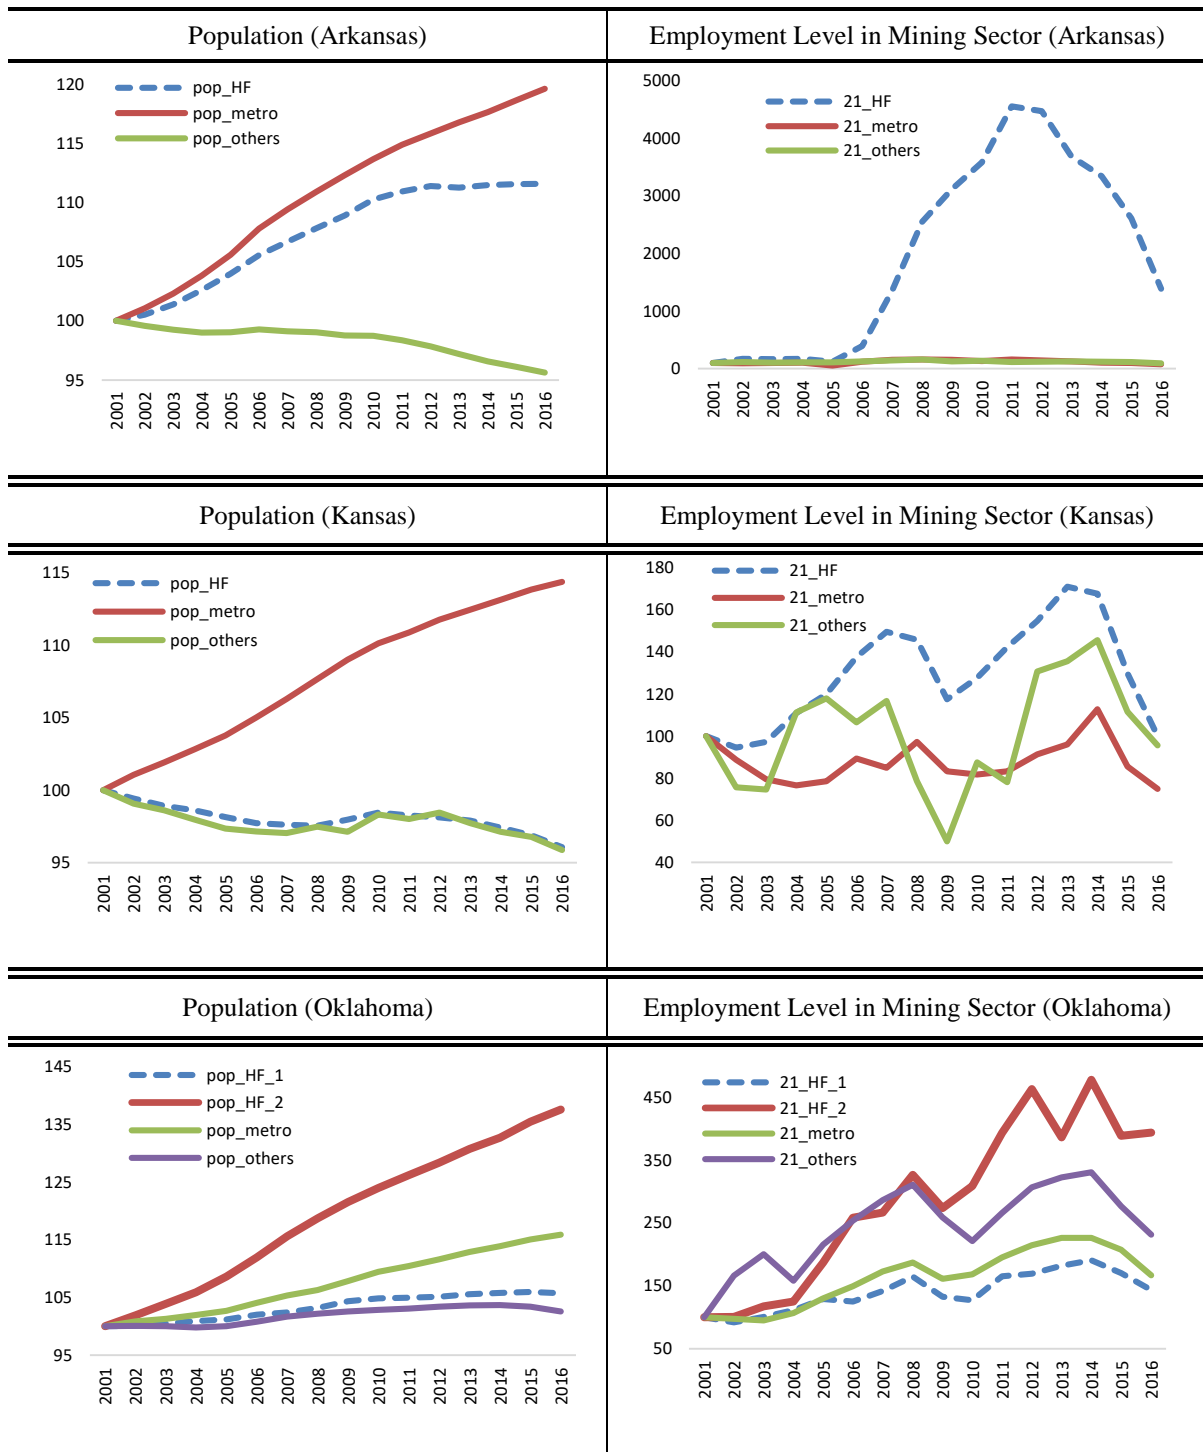 Population (Arkansas)
Employment Level in Mining Sector (Arkansas)
120
115
110
105
100
95
pop_HF
pop_metro
pop_others
2001 2002 2003 2004 2005 2006 2007 2008 2009 2010 2011 2012 2013 2014 2015 2016
5000
4000
3000
2000
1000
0
21_HF
21_metro
21_others
2001 2002 2003 2004 2005 2006 2007 2008 2009 2010 2011 2012 2013 2014 2015 2016
Population (Kansas)
Employment Level in Mining Sector (Kansas)
115
110
105
100
95
pop_HF
pop_metro
pop_others
2001 2002 2003 2004 2005 2006 2007 2008 2009 2010 2011 2012 2013 2014 2015 2016
180
160
140
120
100
80
60
40
21_HF
21_metro
21_others
2001 2002 2003 2004 2005 2006 2007 2008 2009 2010 2011 2012 2013 2014 2015 2016
Population (Oklahoma)
Employment Level in Mining Sector (Oklahoma)
145
135
125
115
105
95
pop_HF_1
pop_HF_2
pop_metro
pop_others
2001 2002 2003 2004 2005 2006 2007 2008 2009 2010 2011 2012 2013 2014 2015 2016
450
350
250
150
50
21_HF_1
21_HF_2
21_metro
21_others
2001 2002 2003 2004 2005 2006 2007 2008 2009 2010 2011 2012 2013 2014 2015 2016